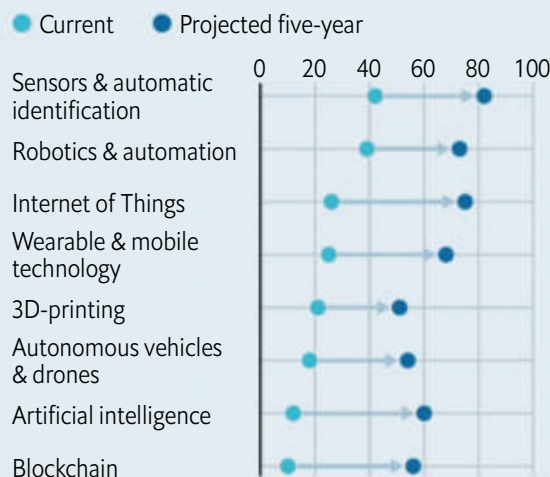 Current Projected five-year
0 20 40 60 80 100
Sensors & automatic
identification
Robotics & automation
Internet of Things
Wearable & mobile
technology
3D-printing
Autonomous vehicles
& drones
Artificial intelligence
Blockchain